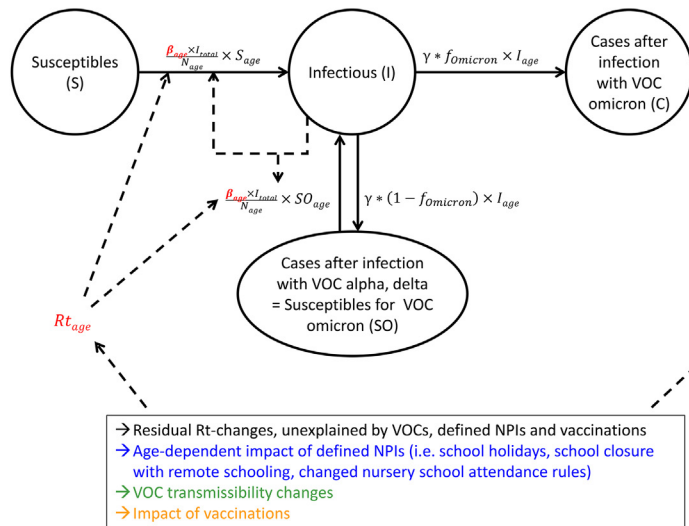 Susceptibles
(S)
β_age × I_total / N_age × S_age
Infectious (I)
γ * f_Omicron × I_age
Cases after
infection
with VOC
omicron (C)
β_age × I_total / N_age × SO_age
γ * (1 − f_Omicron) × I_age
Cases after infection
with VOC alpha, delta
= Susceptibles for VOC
omicron (SO)
Rt_age
→ Residual Rt-changes, unexplained by VOCs, defined NPIs and vaccinations
→ Age-dependent impact of defined NPIs (i.e. school holidays, school closure
with remote schooling, changed nursery school attendance rules)
→ VOC transmissibility changes
→ Impact of vaccinations